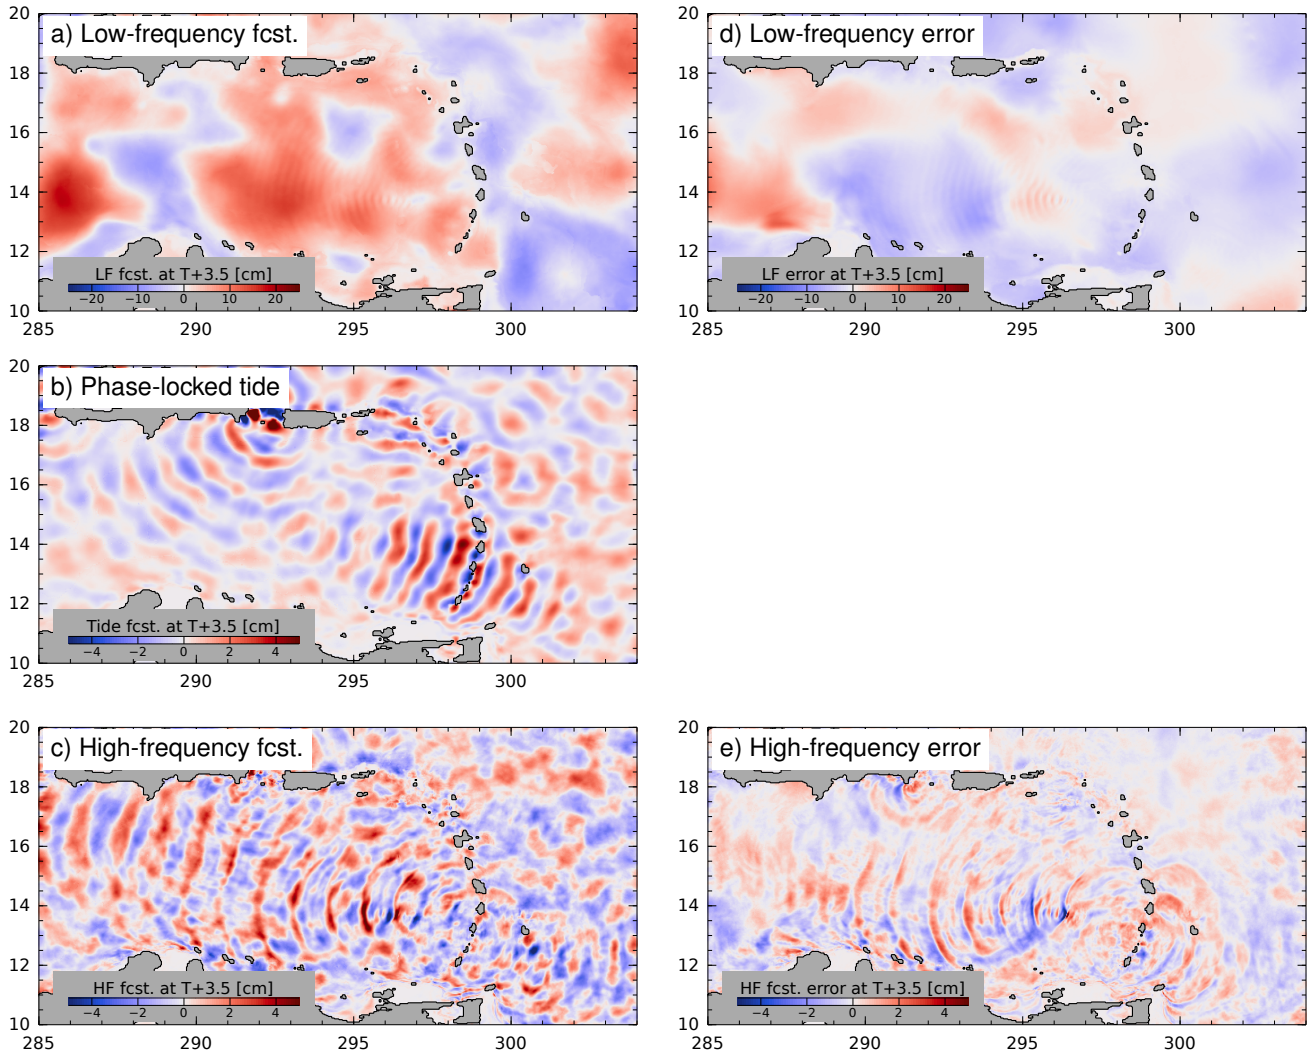 a) Low-frequency fcst.
20
18
16
14
12
10
LF fcst. at T+3.5 [cm]
−20 −10 0 10 20
285 290 295 300
d) Low-frequency error
20
18
16
14
12
10
LF error at T+3.5 [cm]
−20 −10 0 10 20
285 290 295 300
b) Phase-locked tide
20
18
16
14
12
10
Tide fcst. at T+3.5 [cm]
−4 −2 0 2 4
285 290 295 300
c) High-frequency fcst.
20
18
16
14
12
10
HF fcst. at T+3.5 [cm]
−4 −2 0 2 4
285 290 295 300
e) High-frequency error
20
18
16
14
12
10
HF fcst. error at T+3.5 [cm]
−4 −2 0 2 4
285 290 295 300